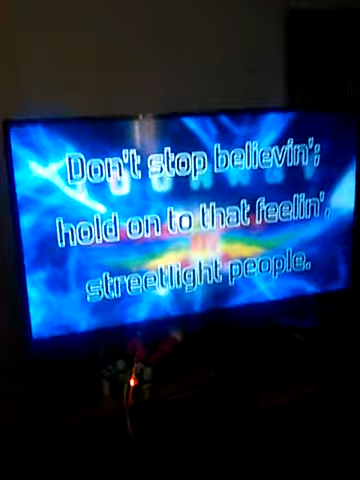 Don't stop believin';
hold on to that feelin',
streetlight people.